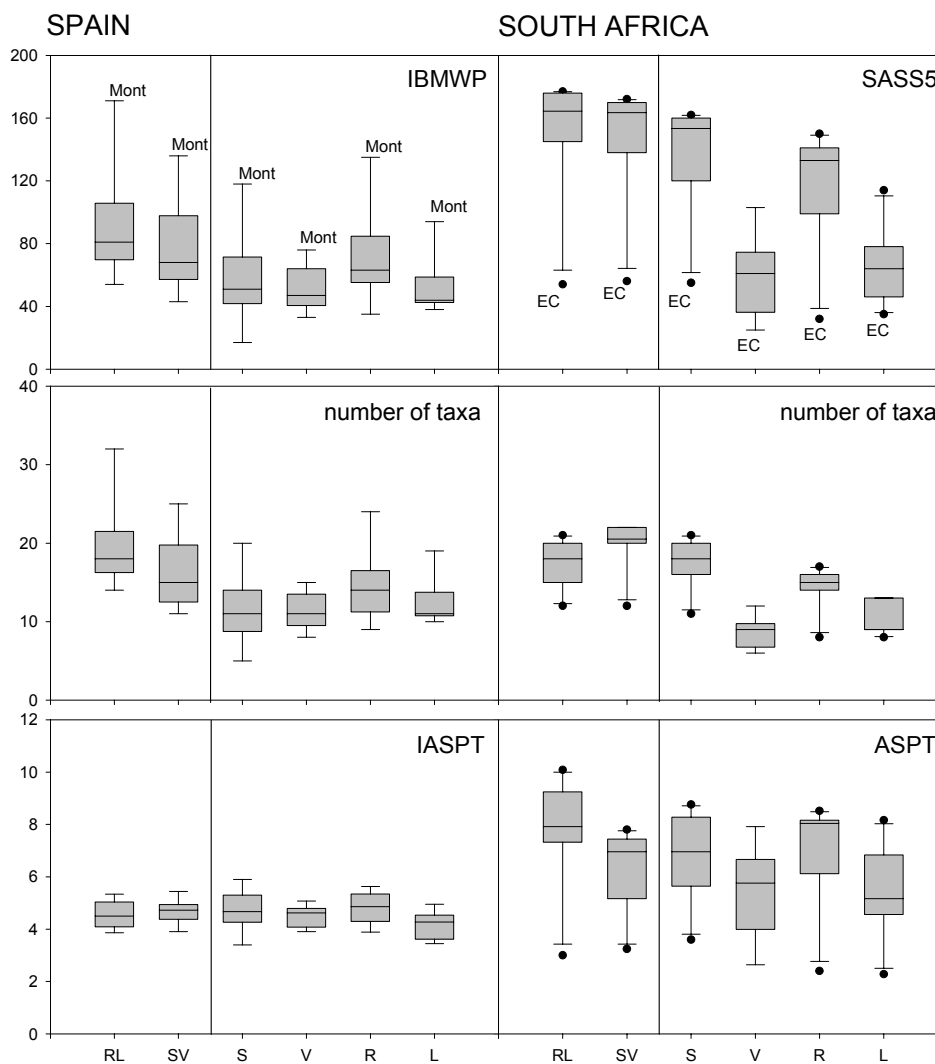 SPAIN
SOUTH AFRICA
200
160
120
80
40
0
IBMWP
Mont
Mont
Mont
Mont
Mont
Mont
SASS5
EC
EC
EC
EC
EC
EC
40
30
20
10
0
number of taxa
number of taxa
12
10
8
6
4
2
0
IASPT
ASPT
RL SV S V R L RL SV S V R L